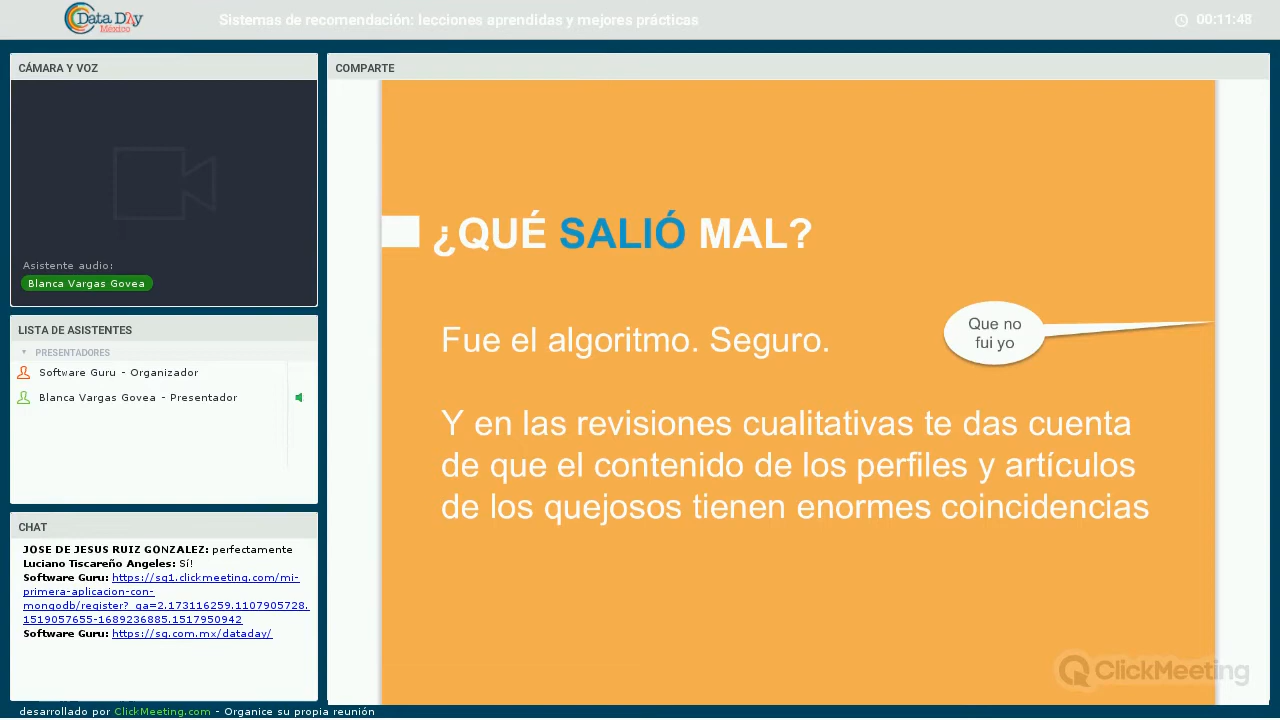 Data Day
México
Sistemas de recomendación: lecciones aprendidas y mejores prácticas
00:11:48
CÁMARA Y VOZ
Asistente audio:
Blanca Vargas Govea
LISTA DE ASISTENTES
PRESENTADORES
Software Guru - Organizador
Blanca Vargas Govea - Presentador
CHAT
JOSE DE JESUS RUIZ GONZALEZ: perfectamente
Luciano Tiscareño Angeles: Sí!
Software Guru: https://sg1.clickmeeting.com/mi-
primera-aplicacion-con-
mongodb/register?_ga=2.173116259.1107905728.
1519057655-1689236885.1517950942
Software Guru: https://sg.com.mx/dataday/
COMPARTE
¿QUÉ SALIÓ MAL?
Fue el algoritmo. Seguro.
Que no
fui yo
Y en las revisiones cualitativas te das cuenta
de que el contenido de los perfiles y artículos
de los quejosos tienen enormes coincidencias
ClickMeeting
desarrollado por ClickMeeting.com - Organice su propia reunión